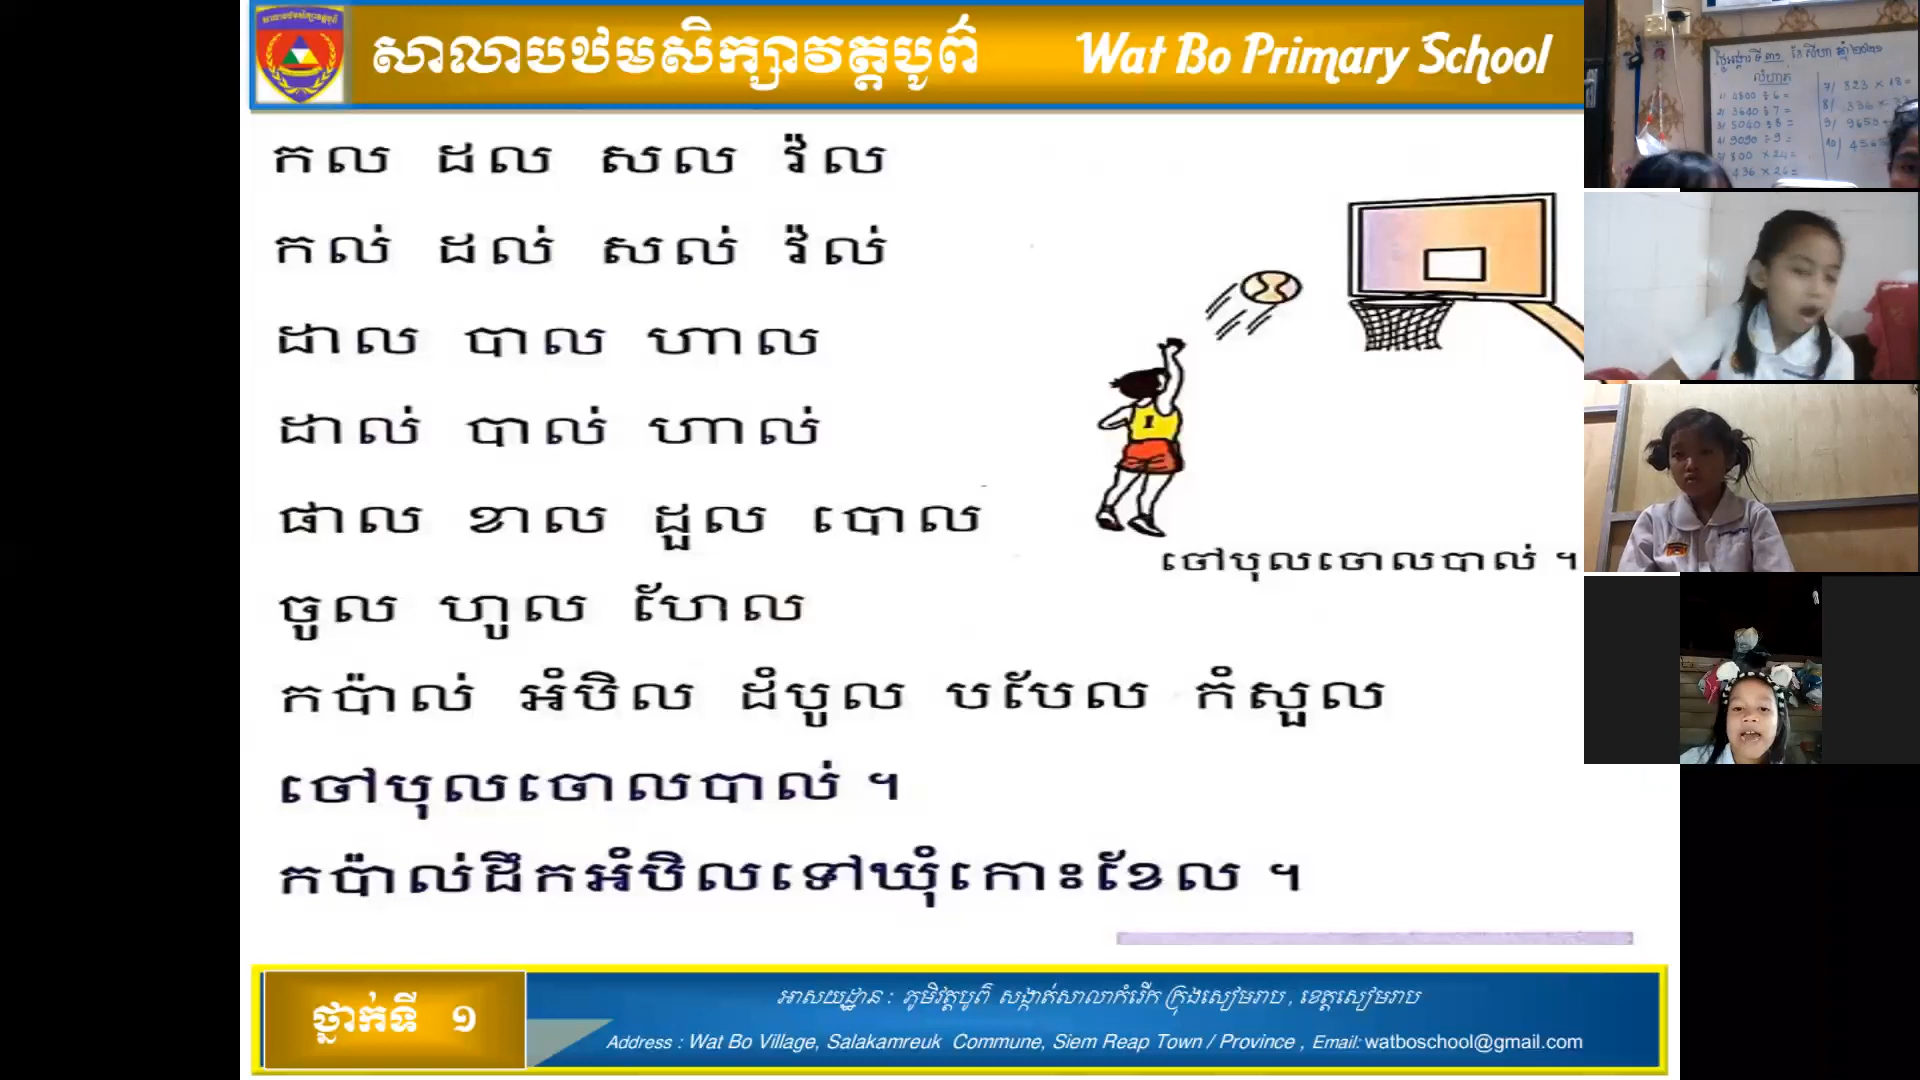 សាលាបឋមសិក្សាវត្តបូព៌ Wat Bo Primary School
កល ដល សល វ៉ល
កល់ ដល់ សល់ វ៉ល់
ដាល បាល ហាល
ដាល់ បាល់ ហាល់
ផាល ខាល ដួល បោល
ចៅបុលចោលបាល់ ។
ចូល ហូល ហែល
កប៉ាល់ អំបិល ដំបូល បបែល កំសួល
ចៅបុលចោលបាល់ ។
កប៉ាល់ដឹកអំបិលទៅឃុំកោះខែល ។
ថ្នាក់ទី ១
អាសយដ្ឋាន : ភូមិវត្តបូព៌ សង្កាត់សាលាកំរើក ក្រុងសៀមរាប , ខេត្តសៀមរាប
Address : Wat Bo Village, Salakamreuk Commune, Siem Reap Town / Province , Email: watboschool@gmail.com